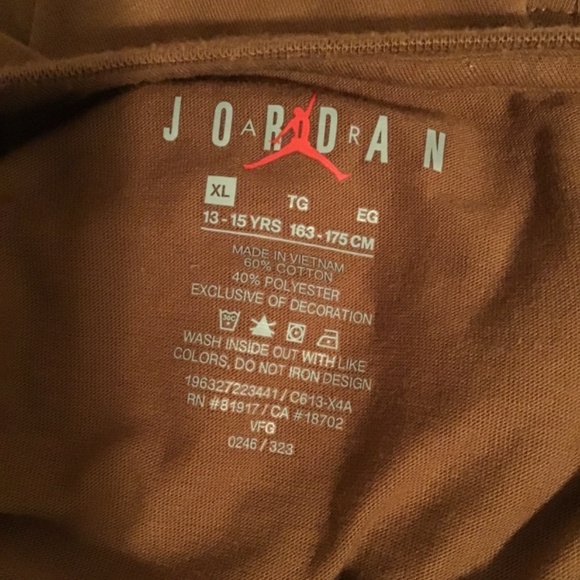 JORDAN
AIR
XL TG EG
13-15 YRS 163-175 CM
MADE IN VIETNAM
60% COTTON
40% POLYESTER
EXCLUSIVE OF DECORATION
30C
WASH INSIDE OUT WITH LIKE
COLORS, DO NOT IRON DESIGN
196327223441 / C613-X4A
RN #81917 / CA #18702
VFG
0246 / 323